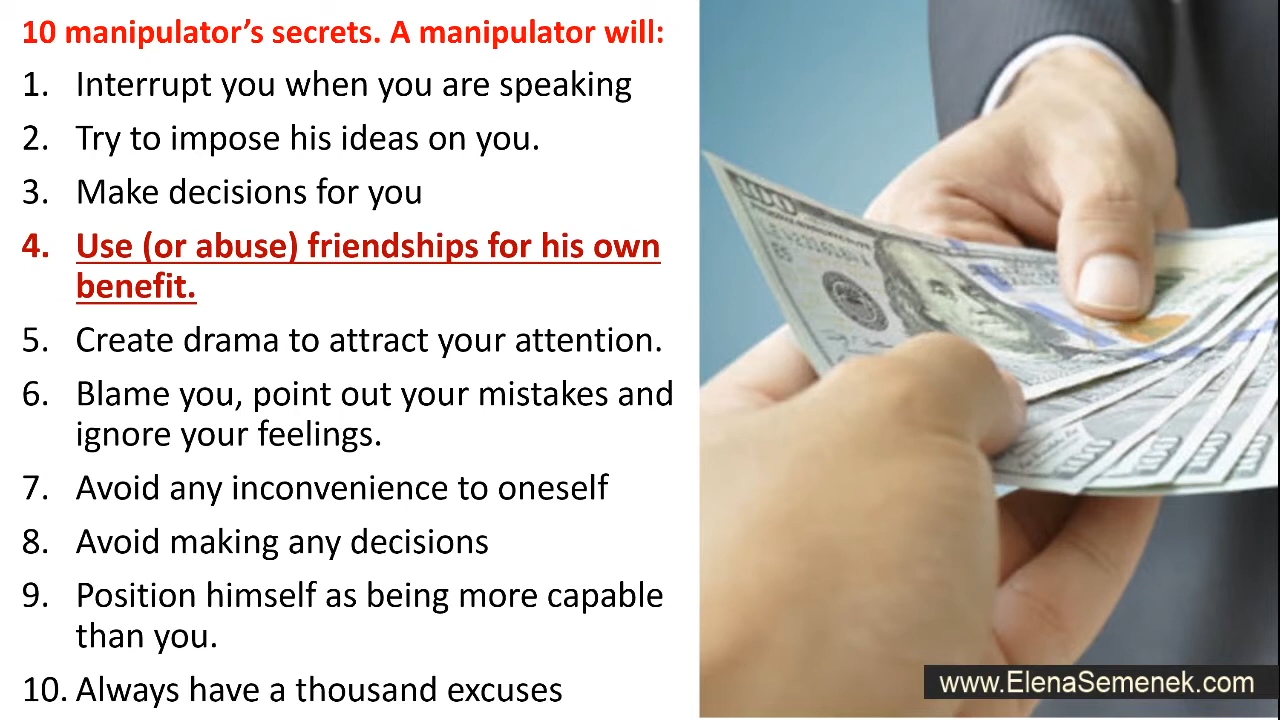 10 manipulator’s secrets. A manipulator will:
1. Interrupt you when you are speaking
2. Try to impose his ideas on you.
3. Make decisions for you
4. Use (or abuse) friendships for his own
benefit.
5. Create drama to attract your attention.
6. Blame you, point out your mistakes and
ignore your feelings.
7. Avoid any inconvenience to oneself
8. Avoid making any decisions
9. Position himself as being more capable
than you.
10. Always have a thousand excuses
www.ElenaSemenek.com